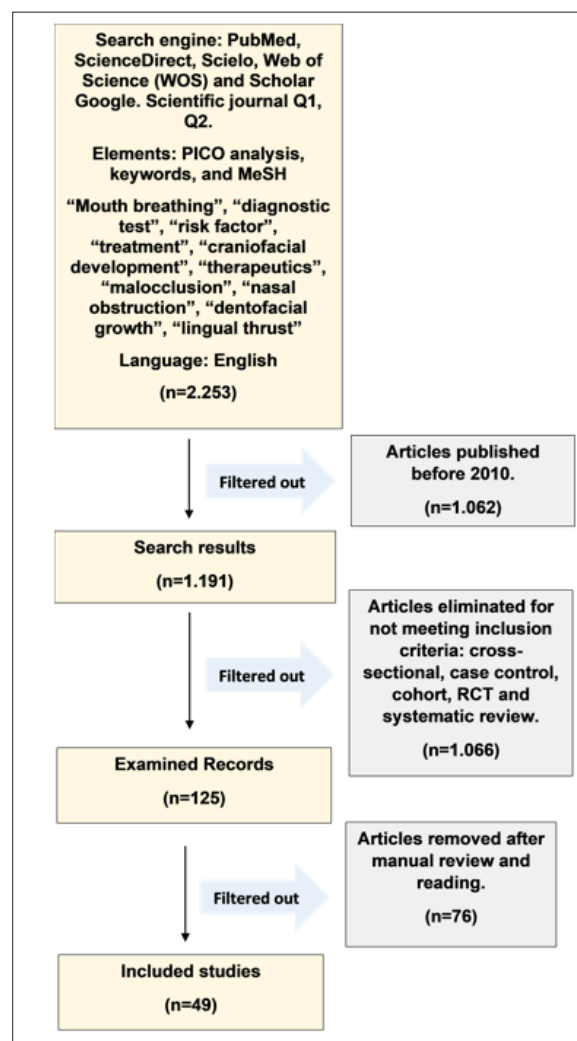 Search engine: PubMed,
ScienceDirect, Scielo, Web of
Science (WOS) and Scholar
Google. Scientific journal Q1,
Q2.
Elements: PICO analysis,
keywords, and MeSH
“Mouth breathing”, “diagnostic
test”, “risk factor”,
“treatment”, “craniofacial
development”, “therapeutics”,
“malocclusion”, “nasal
obstruction”, “dentofacial
growth”, “lingual thrust”
Language: English
(n=2.253)
Filtered out
Articles published
before 2010.
(n=1.062)
Search results
(n=1.191)
Filtered out
Articles eliminated for
not meeting inclusion
criteria: cross-
sectional, case control,
cohort, RCT and
systematic review.
(n=1.066)
Examined Records
(n=125)
Filtered out
Articles removed after
manual review and
reading.
(n=76)
Included studies
(n=49)